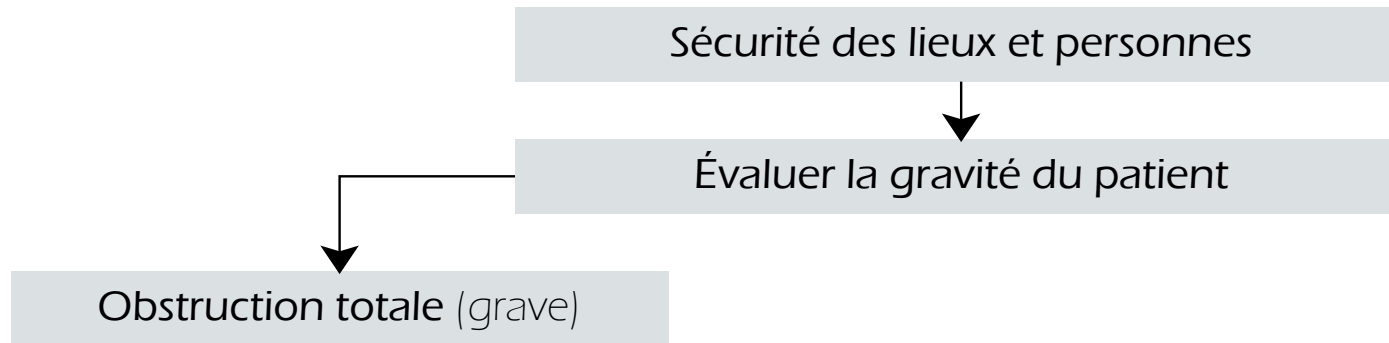 Sécurité des lieux et personnes
Évaluer la gravité du patient
Obstruction totale (grave)